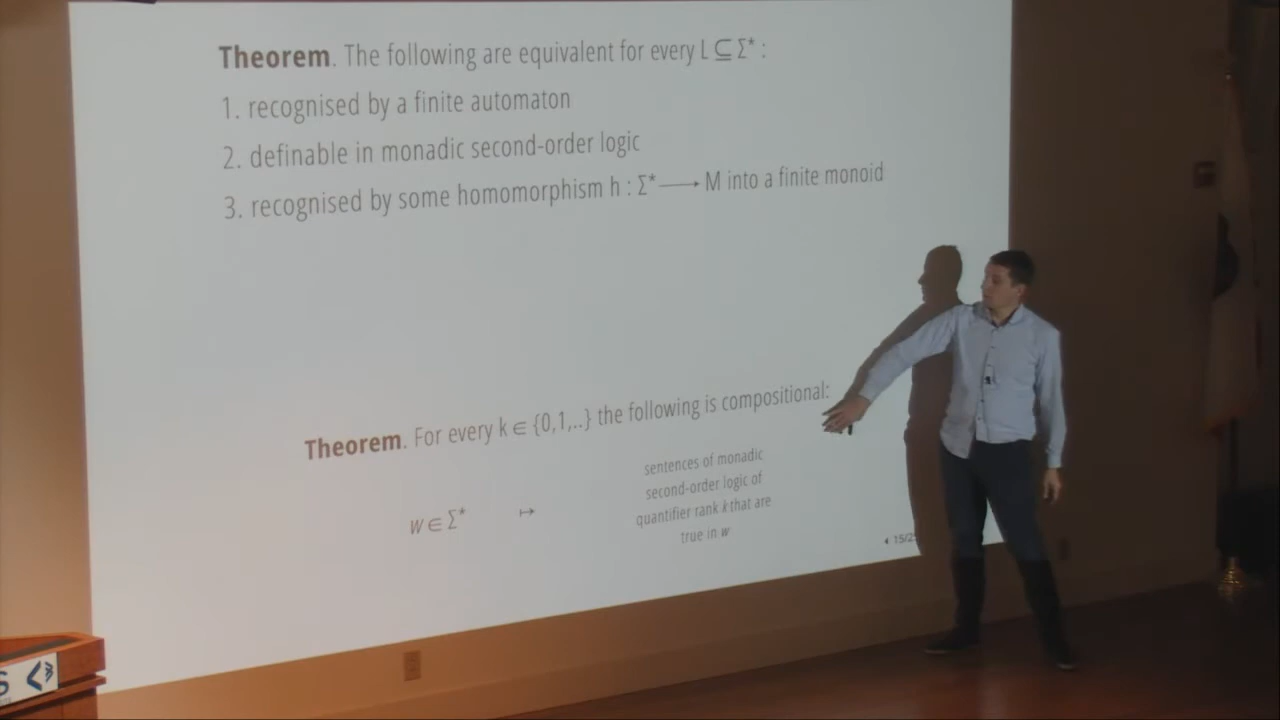 Theorem. The following are equivalent for every L ⊆ Σ* :
1. recognised by a finite automaton
2. definable in monadic second-order logic
3. recognised by some homomorphism h : Σ* ⟶ M into a finite monoid
Theorem. For every k ∈ {0,1,..} the following is compositional:
w ∈ Σ* ↦
sentences of monadic
second-order logic of
quantifier rank k that are
true in w
S